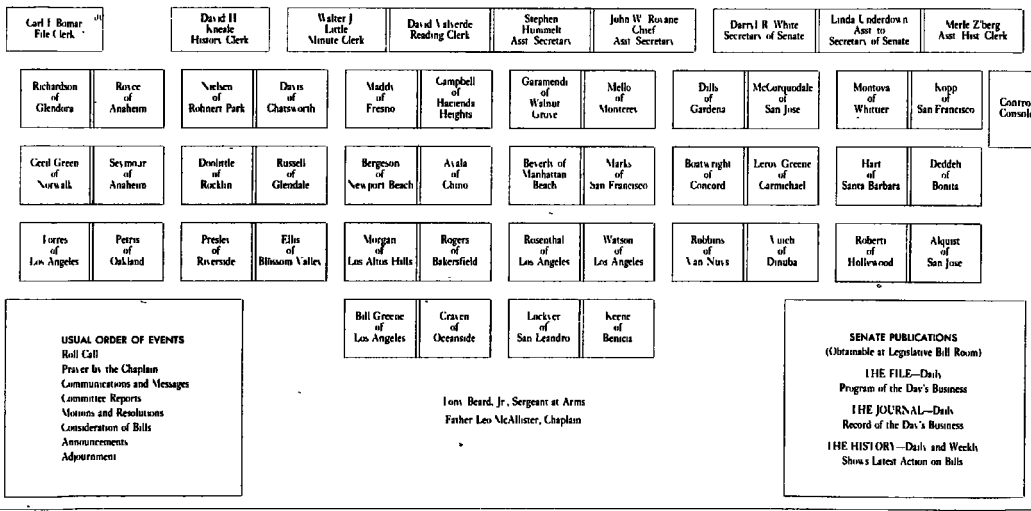 Carl F Bomar
File Clerk
David H
Kneale
History Clerk
Walter J
Little
Minute Clerk
David Valverde
Reading Clerk
Stephen
Hummelt
Asst Secretary
John W Rovane
Chief
Asst Secretary
Darryl R White
Secretary of Senate
Linda Underdown
Asst to
Secretary of Senate
Merle Z'berg
Asst Hist Clerk
Richardson
of
Glendora
Royce
of
Anaheim
Nielsen
of
Rohnert Park
Davis
of
Chatsworth
Maddy
of
Fresno
Campbell
of
Hacienda
Heights
Garamendi
of
Walnut
Grove
Mello
of
Monterey
Dills
of
Gardena
McCorquodale
of
San Jose
Montoya
of
Whittier
Kopp
of
San Francisco
Control
Console
Cecil Green
of
Norwalk
Seymour
of
Anaheim
Doolittle
of
Rocklin
Russell
of
Glendale
Bergeson
of
Newport Beach
Ayala
of
Chino
Beverly of
Manhattan
Beach
Marks
of
San Francisco
Boatwright
of
Concord
Leroy Greene
of
Carmichael
Hart
of
Santa Barbara
Deddeh
of
Bonita
Torres
of
Los Angeles
Petris
of
Oakland
Presley
of
Riverside
Ellis
of
Blossom Valley
Morgan
of
Los Altos Hills
Rogers
of
Bakersfield
Rosenthal
of
Los Angeles
Watson
of
Los Angeles
Robbins
of
Van Nuys
Vuich
of
Dinuba
Roberti
of
Hollywood
Alquist
of
San Jose
Bill Greene
of
Los Angeles
Craven
of
Oceanside
Lockyer
of
San Leandro
Keene
of
Benicia
USUAL ORDER OF EVENTS
Roll Call
Prayer by the Chaplain
Communications and Messages
Committee Reports
Motions and Resolutions
Consideration of Bills
Announcements
Adjournment
Tony Beard, Jr, Sergeant at Arms
Father Leo McAllister, Chaplain
SENATE PUBLICATIONS
(Obtainable at Legislative Bill Room)
THE FILE—Daily
Program of the Day's Business
THE JOURNAL—Daily
Record of the Day's Business
THE HISTORY—Daily and Weekly
Shows Latest Action on Bills